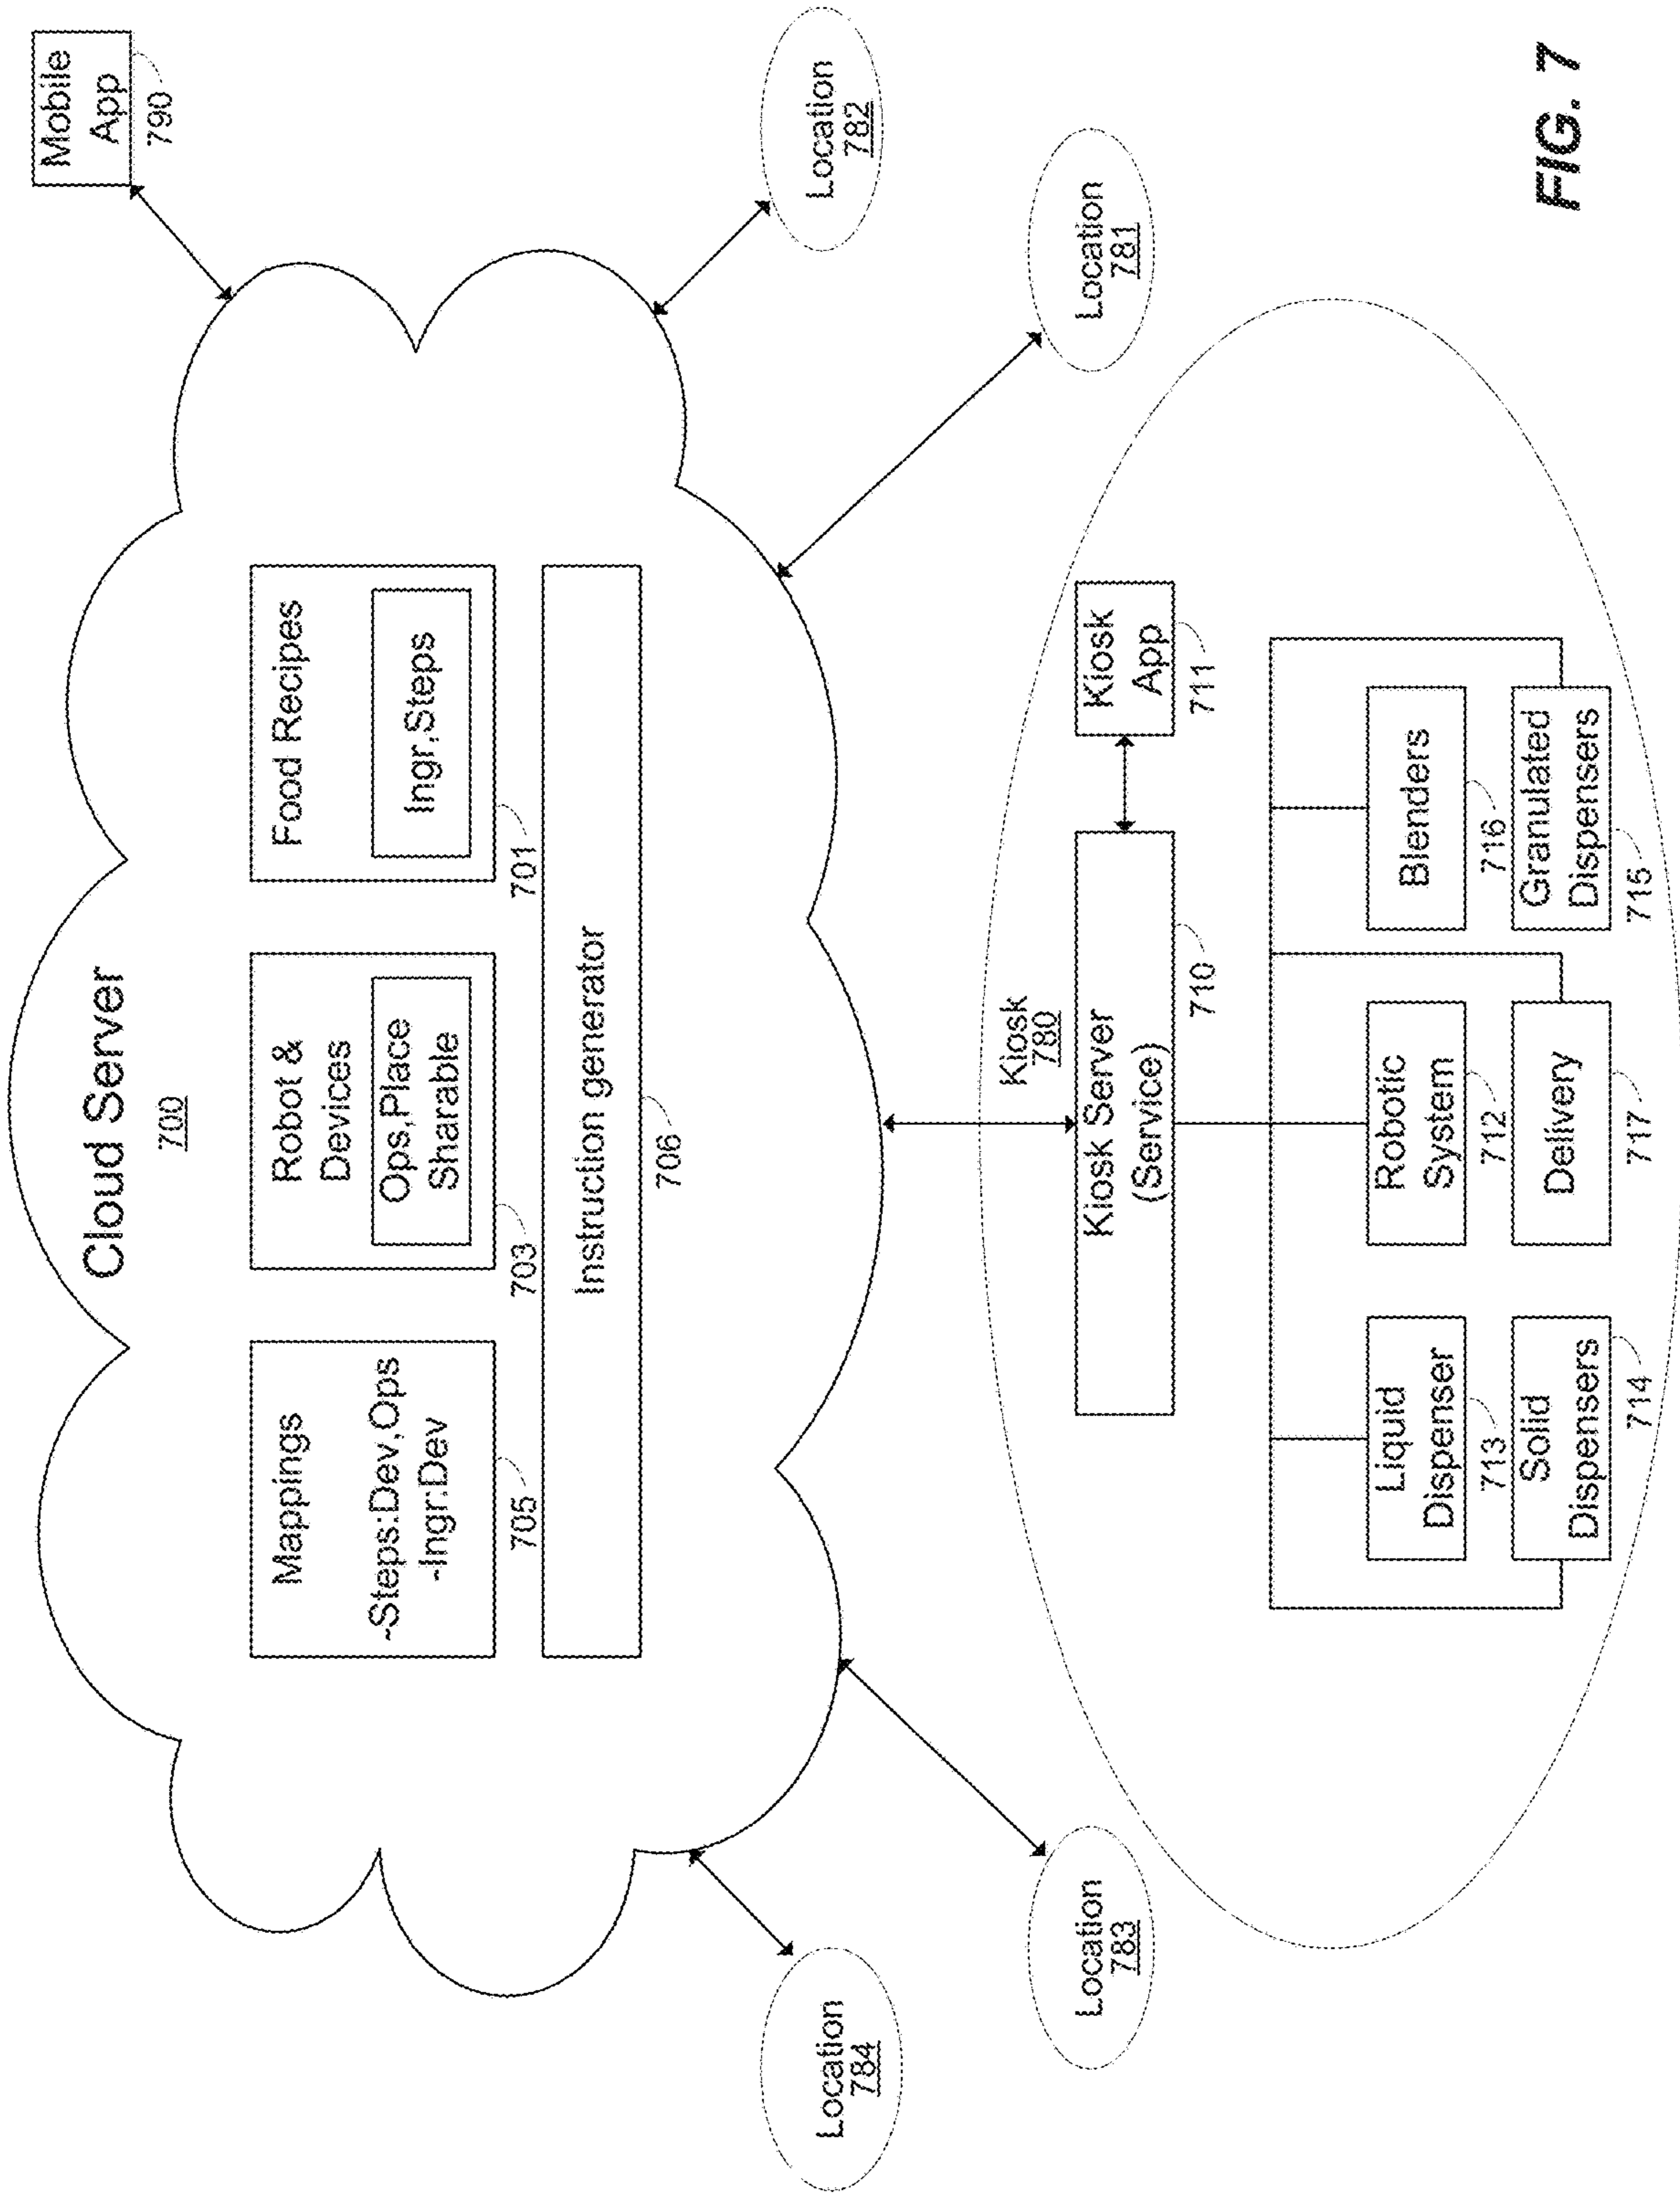 Cloud Server
700
Mobile
App
790
Mappings
-Steps:Dev,Ops
-Ingr:Dev
705
Robot &
Devices
Ops,Place
Sharable
703
Food Recipes
Ingr,Steps
701
Instruction generator
706
Location
784
Location
783
Location
782
Location
781
Kiosk
780
Kiosk Server
(Service)
710
Kiosk
App
711
Liquid
Dispenser
713
Robotic
System
712
Blenders
716
Solid
Dispensers
714
Delivery
717
Granulated
Dispensers
715
FIG. 7